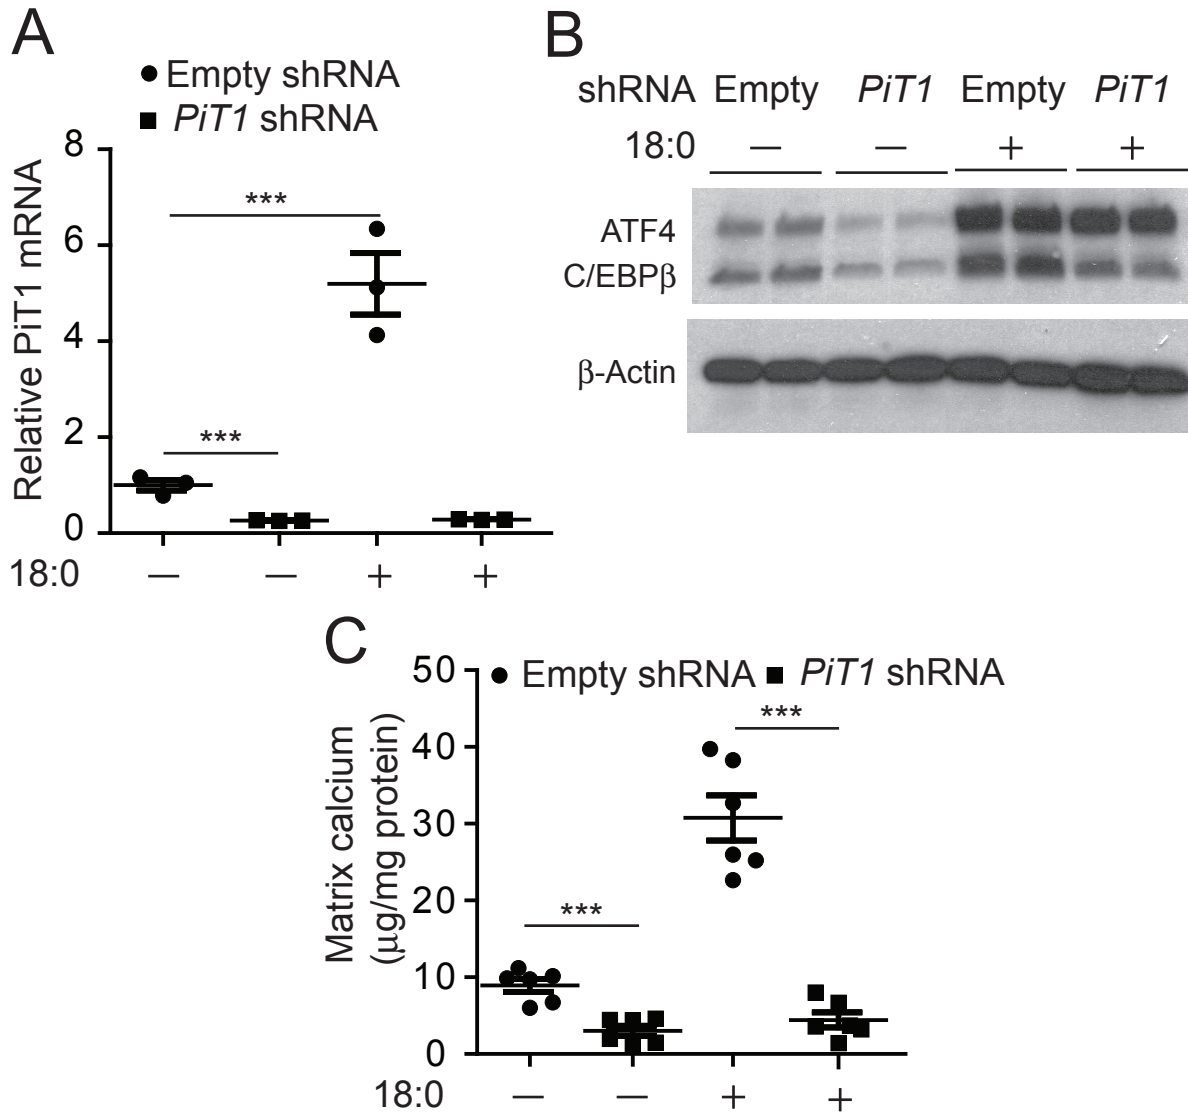 A
● Empty shRNA
■ PiT1 shRNA
Relative PiT1 mRNA
8
6
4
2
0
***
***
18:0 — — + +
B
shRNA Empty PiT1 Empty PiT1
18:0 — — + +
ATF4
C/EBPβ
β-Actin
C
● Empty shRNA ■ PiT1 shRNA
Matrix calcium
(μg/mg protein)
50
40
30
20
10
0
***
***
18:0 — — + +